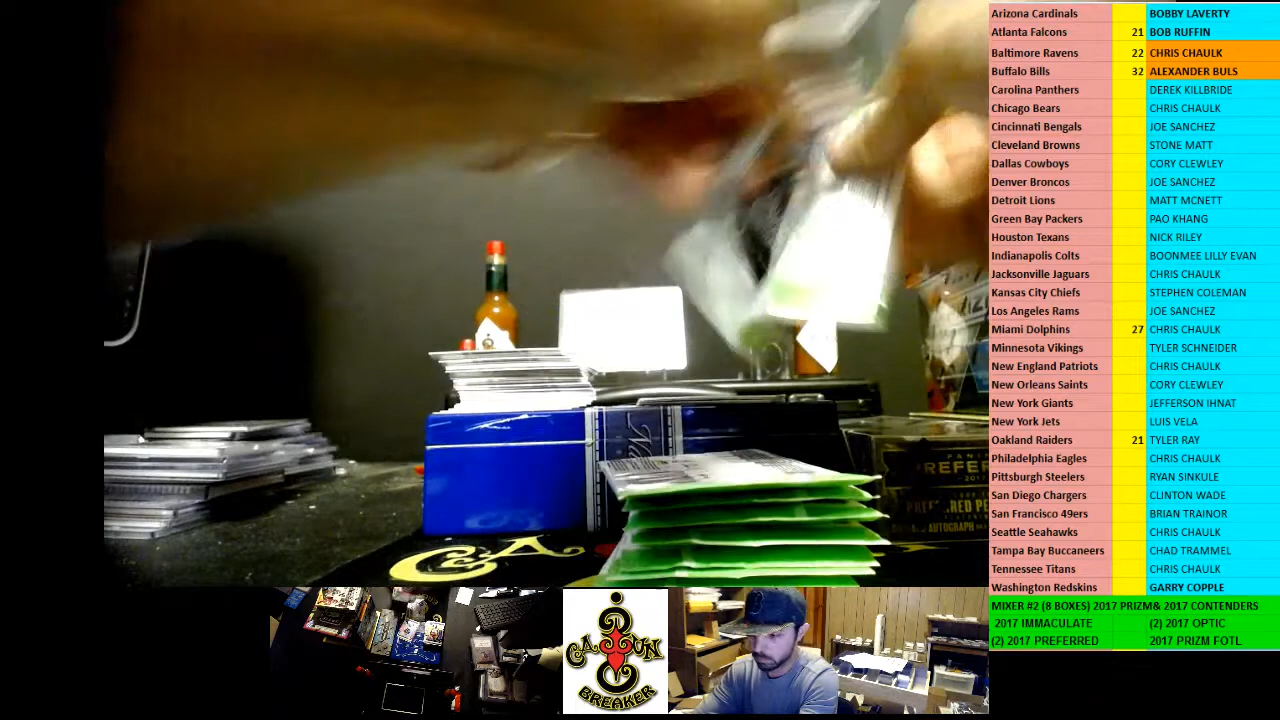 Arizona Cardinals BOBBY LAVERTY
Atlanta Falcons 21 BOB RUFFIN
Baltimore Ravens 22 CHRIS CHAULK
Buffalo Bills 32 ALEXANDER BULS
Carolina Panthers DEREK KILLBRIDE
Chicago Bears CHRIS CHAULK
Cincinnati Bengals JOE SANCHEZ
Cleveland Browns STONE MATT
Dallas Cowboys CORY CLEWLEY
Denver Broncos JOE SANCHEZ
Detroit Lions MATT MCNETT
Green Bay Packers PAO KHANG
Houston Texans NICK RILEY
Indianapolis Colts BOONMEE LILLY EVAN
Jacksonville Jaguars CHRIS CHAULK
Kansas City Chiefs STEPHEN COLEMAN
Los Angeles Rams JOE SANCHEZ
Miami Dolphins 27 CHRIS CHAULK
Minnesota Vikings TYLER SCHNEIDER
New England Patriots CHRIS CHAULK
New Orleans Saints CORY CLEWLEY
New York Giants JEFFERSON IHNAT
New York Jets LUIS VELA
Oakland Raiders 21 TYLER RAY
Philadelphia Eagles CHRIS CHAULK
Pittsburgh Steelers RYAN SINKULE
San Diego Chargers CLINTON WADE
San Francisco 49ers BRIAN TRAINOR
Seattle Seahawks CHRIS CHAULK
Tampa Bay Buccaneers CHAD TRAMMEL
Tennessee Titans CHRIS CHAULK
Washington Redskins GARRY COPPLE
MIXER #2 (8 BOXES) 2017 PRIZM& 2017 CONTENDERS
2017 IMMACULATE (2) 2017 OPTIC
(2) 2017 PREFERRED 2017 PRIZM FOTL
CAJUN
BREAKER